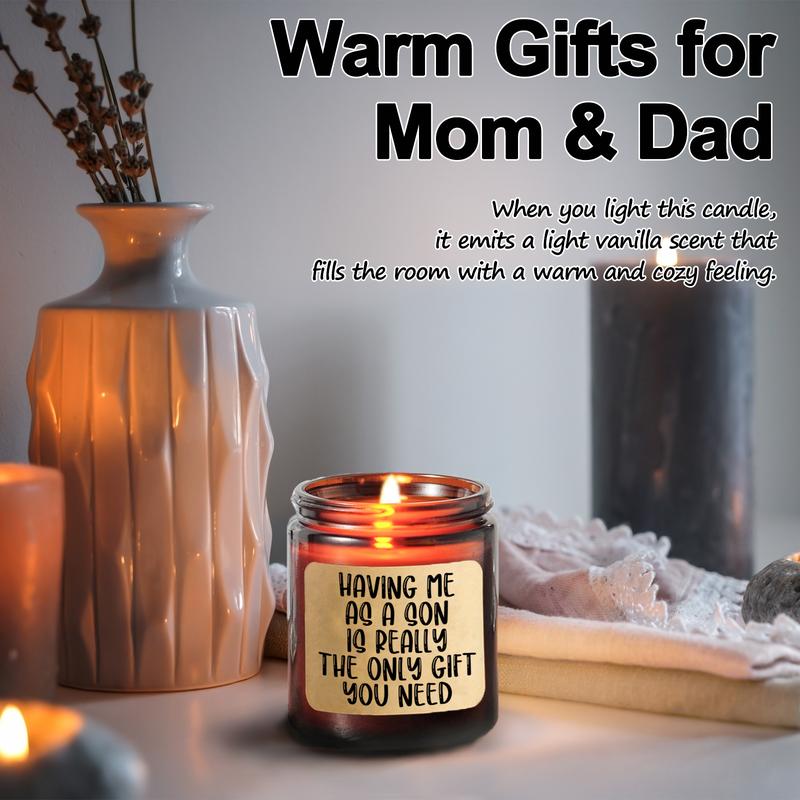 Warm Gifts for
Mom & Dad
When you light this candle,
it emits a light vanilla scent that
fills the room with a warm and cozy feeling.
HAVING ME
AS A SON
IS REALLY
THE ONLY GIFT
YOU NEED